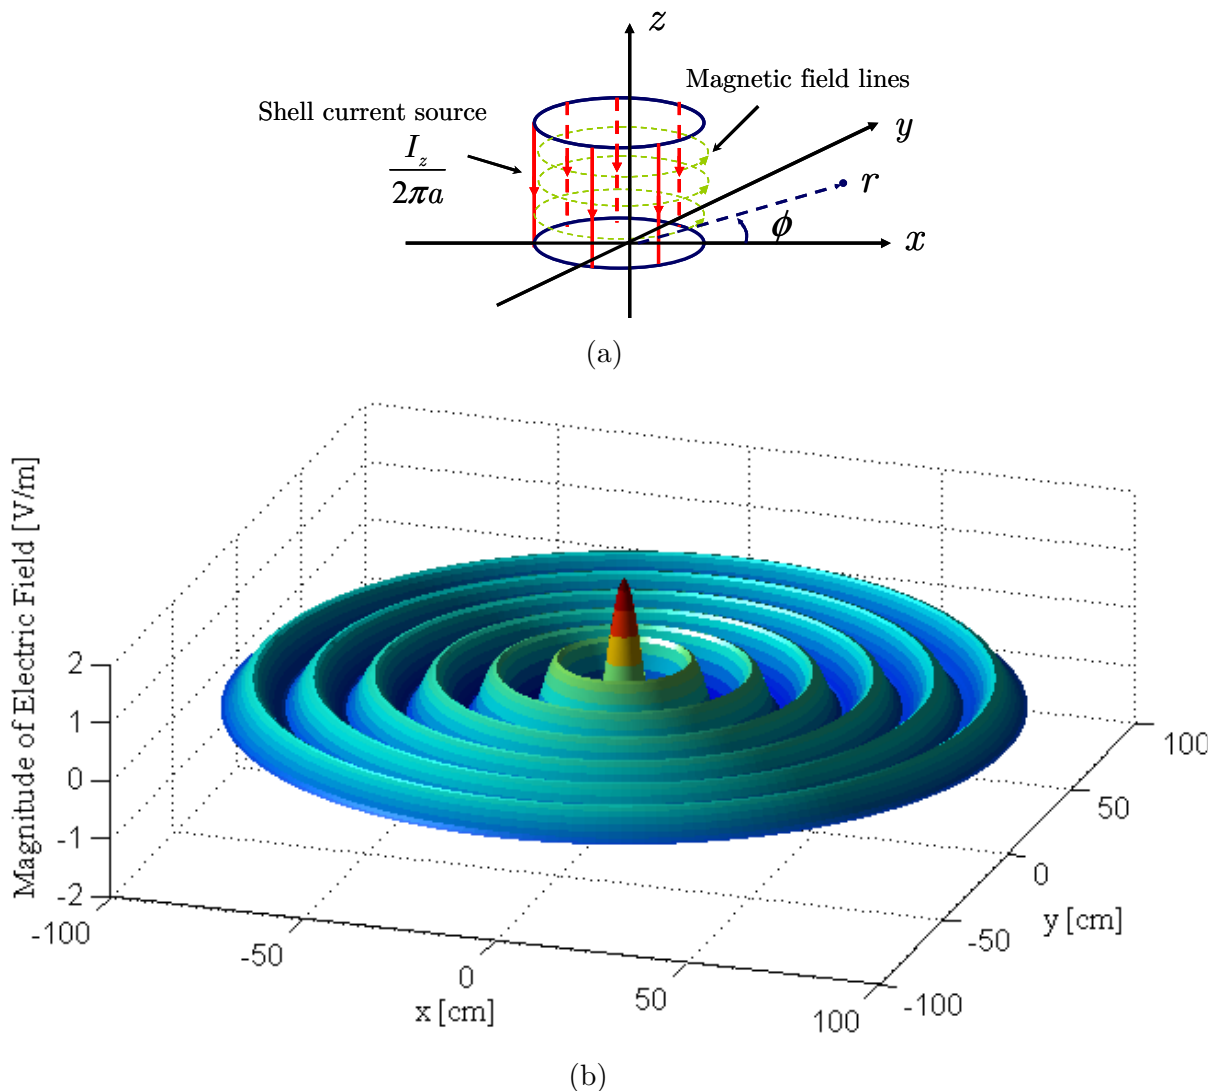 z
Magnetic field lines
Shell current source
y
I_z
2πa
r
ϕ
x
(a)
Magnitude of Electric Field [V/m]
2
1
0
-1
-2
-100
-50
0
50
100
x [cm]
100
50
0
-50
-100
y [cm]
(b)